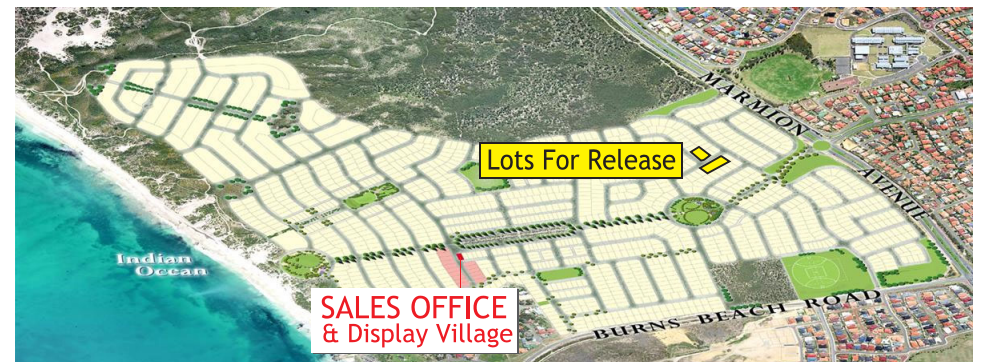 MARMION AVENUE
Lots For Release
Indian
Ocean
SALES OFFICE
& Display Village
BURNS BEACH ROAD